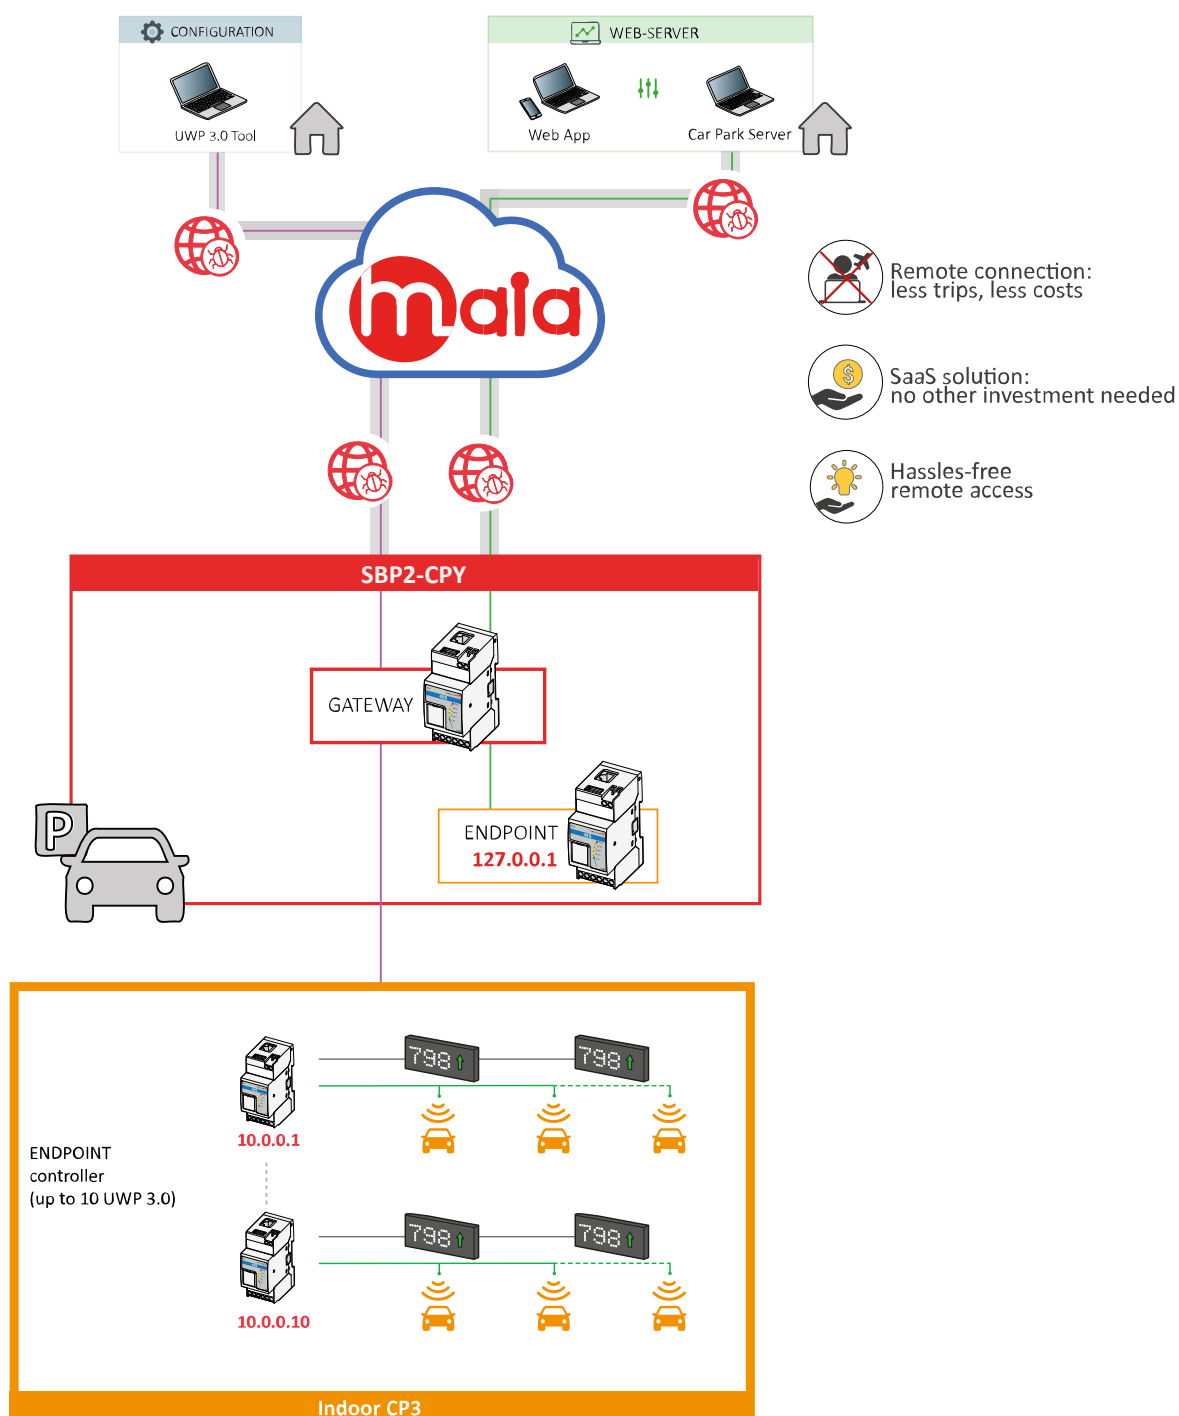 CONFIGURATION
UWP 3.0 Tool
WEB-SERVER
Web App
Car Park Server
maia
Remote connection:
less trips, less costs
SaaS solution:
no other investment needed
Hassles-free
remote access
SBP2-CPY
GATEWAY
ENDPOINT
127.0.0.1
P
798
798
10.0.0.1
ENDPOINT
controller
(up to 10 UWP 3.0)
798
798
10.0.0.10
Indoor CP3